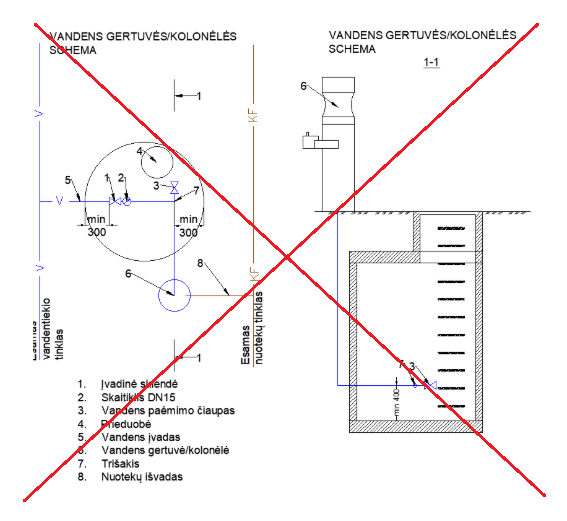 VANDENS GERTUVĖS/KOLONĖLĖS
SCHEMA
1
V
KF
4
5
1
2
3
7
V
min
300
min
300
V
6
8
KF
Esamas
vandentiekio
tinklas
Esamas
nuotekų tinklas
1
1. Įvadinė sklendė
2. Skaitiklis DN15
3. Vandens paėmimo čiaupas
4. Prieduobė
5. Vandens įvadas
6. Vandens gertuvė/kolonėlė
7. Trišakis
8. Nuotekų išvadas
VANDENS GERTUVĖS/KOLONĖLĖS
SCHEMA
1-1
6
7
3
min 400